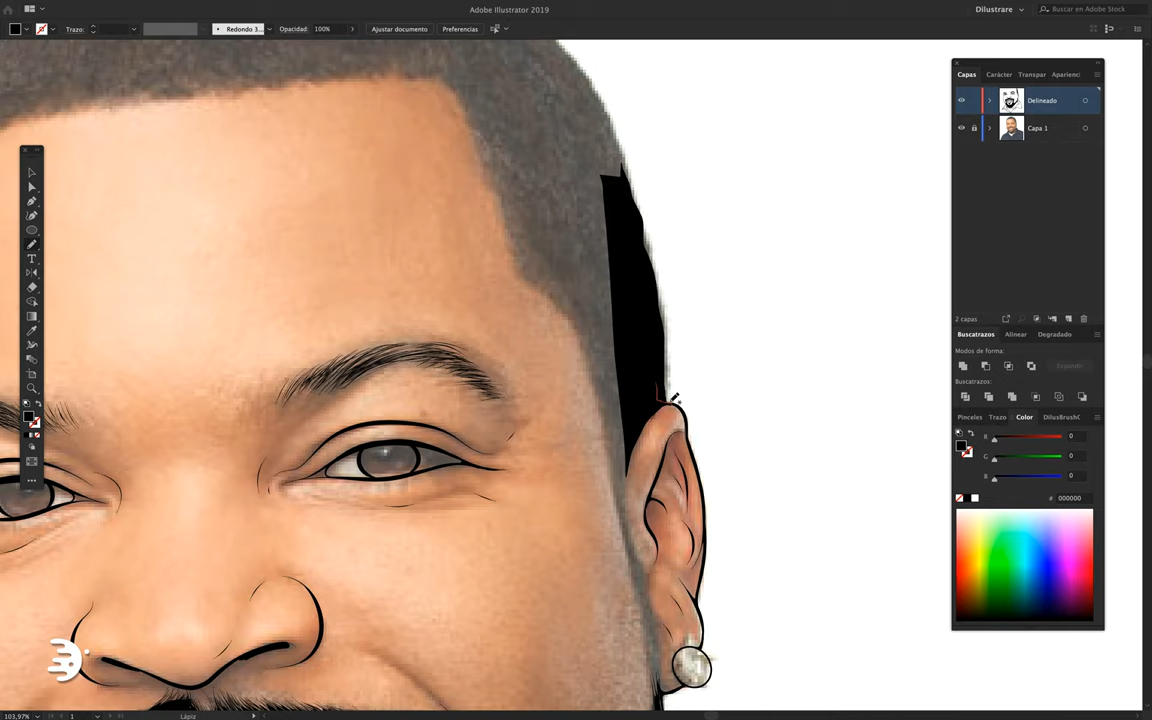 Adobe Illustrator 2019
Dilustrare
Buscar en Adobe Stock
Trazo:
Redondo 3...
Opacidad:
100%
Ajustar documento
Preferencias
Capas
Carácter
Transpar
Aparienc
Delineado
Capa 1
2 capas
Buscatrazos
Alinear
Degradado
Modos de forma:
Expandir
Buscatrazos:
Pinceles
Trazo
Color
DilusBrushC
R
0
G
0
B
0
# 000000
103,97%
1
Lápiz